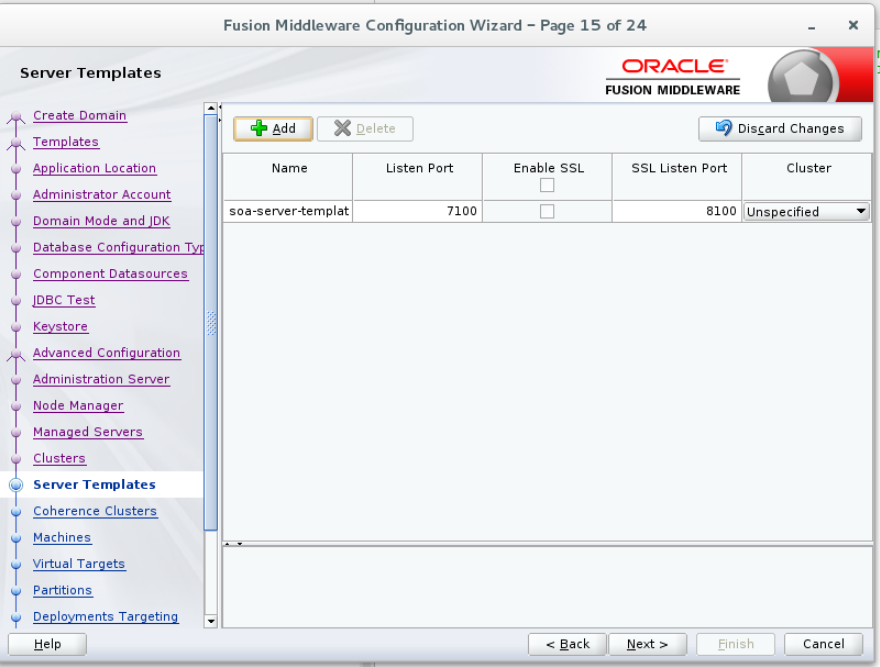 Fusion Middleware Configuration Wizard – Page 15 of 24
Server Templates
ORACLE
FUSION MIDDLEWARE
Create Domain
Templates
Application Location
Administrator Account
Domain Mode and JDK
Database Configuration Typ
Component Datasources
JDBC Test
Keystore
Advanced Configuration
Administration Server
Node Manager
Managed Servers
Clusters
Server Templates
Coherence Clusters
Machines
Virtual Targets
Partitions
Deployments Targeting
Add Delete Discard Changes
Name Listen Port Enable SSL SSL Listen Port Cluster
soa-server-templat 7100 8100 Unspecified
Help < Back Next > Finish Cancel